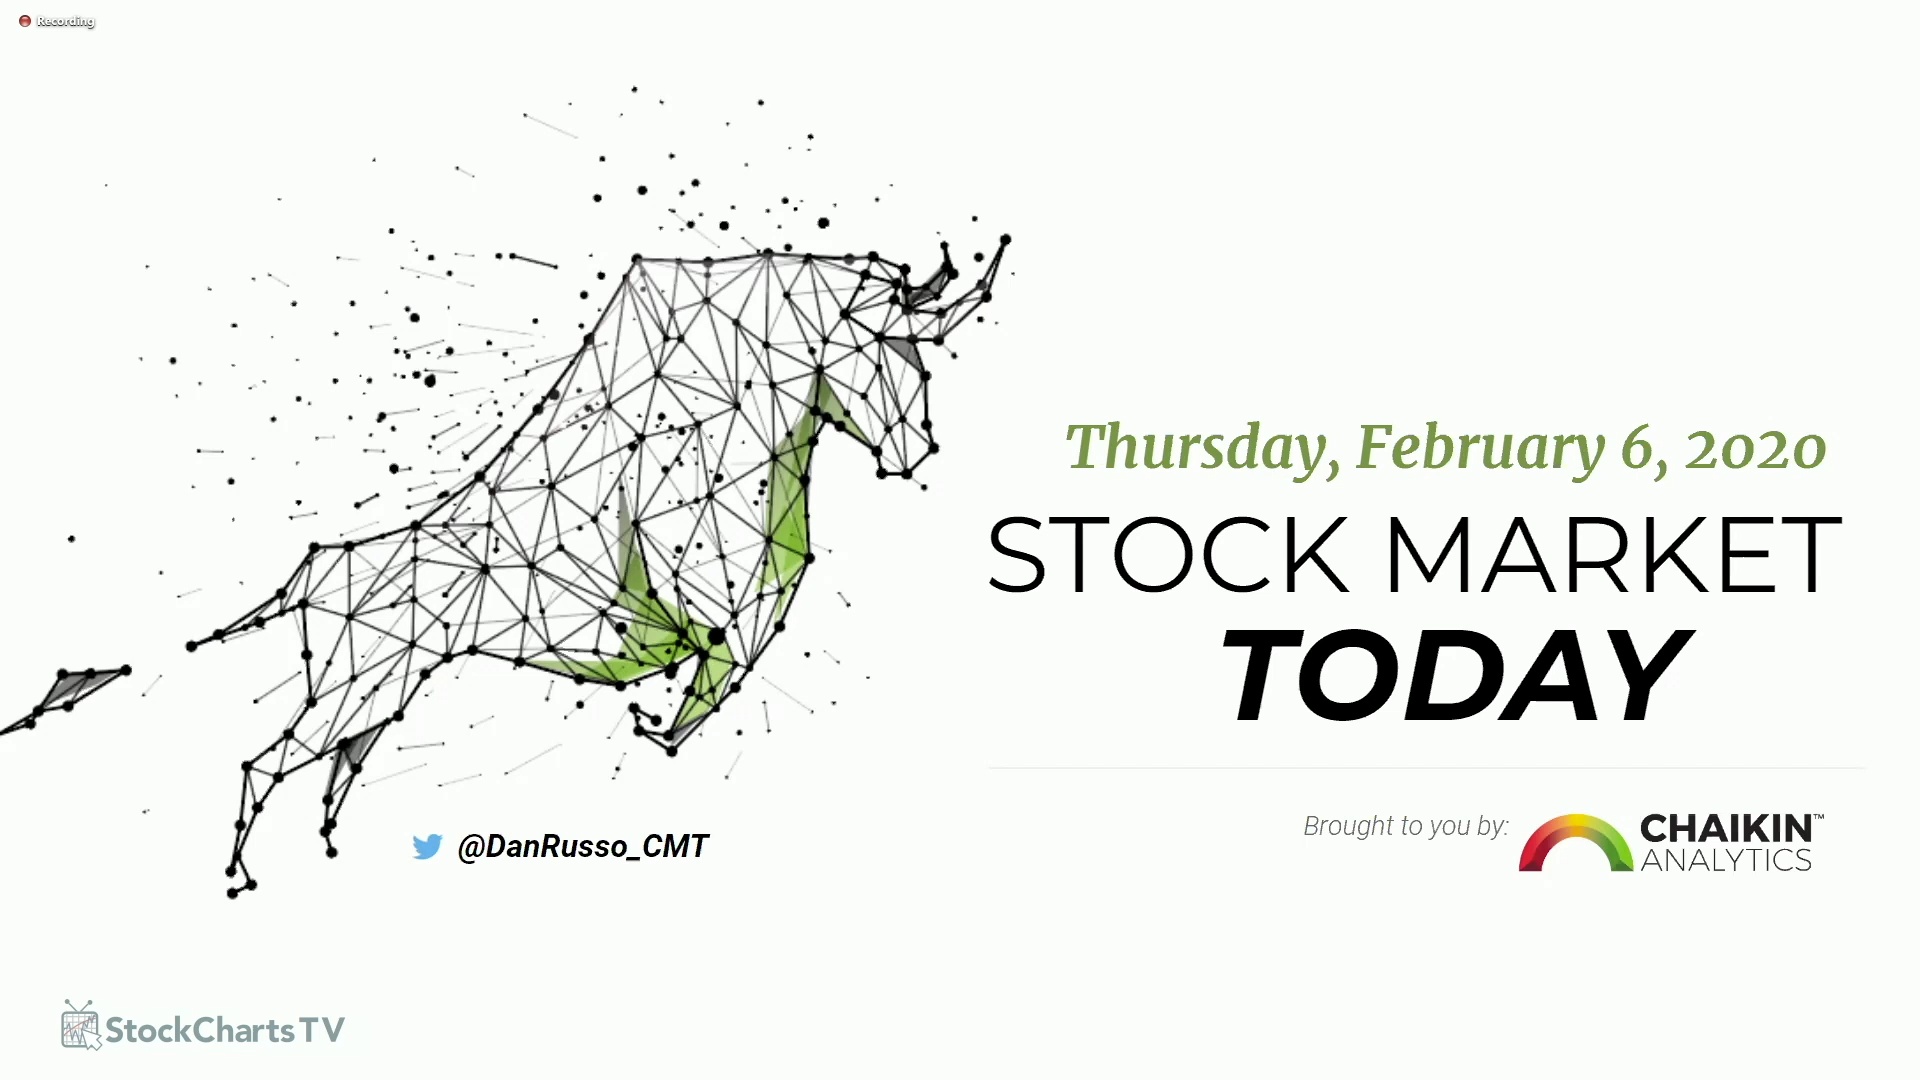 Recording
Thursday, February 6, 2020
STOCK MARKET
TODAY
Brought to you by:
CHAIKIN™
ANALYTICS
@DanRusso_CMT
StockCharts TV